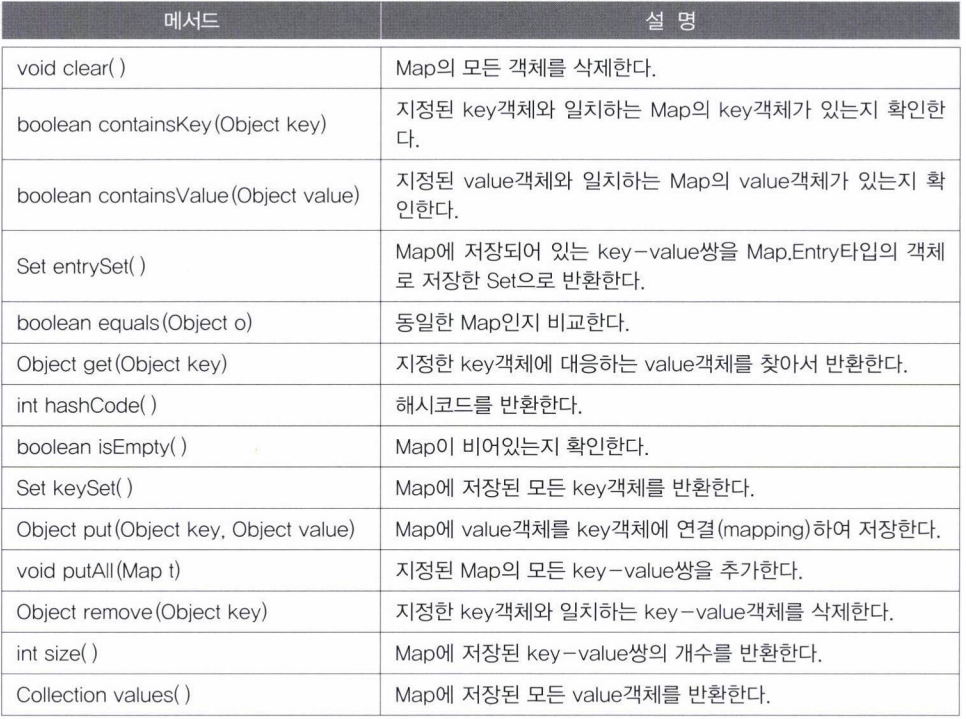 메서드 설 명
void clear( ) Map의 모든 객체를 삭제한다.
boolean containsKey(Object key) 지정된 key객체와 일치하는 Map의 key객체가 있는지 확인한
다.
boolean containsValue(Object value) 지정된 value객체와 일치하는 Map의 value객체가 있는지 확
인한다.
Set entrySet( ) Map에 저장되어 있는 key-value쌍을 Map.Entry타입의 객체
로 저장한 Set으로 반환한다.
boolean equals(Object o) 동일한 Map인지 비교한다.
Object get(Object key) 지정한 key객체에 대응하는 value객체를 찾아서 반환한다.
int hashCode( ) 해시코드를 반환한다.
boolean isEmpty( ) Map이 비어있는지 확인한다.
Set keySet( ) Map에 저장된 모든 key객체를 반환한다.
Object put(Object key, Object value) Map에 value객체를 key객체에 연결(mapping)하여 저장한다.
void putAll(Map t) 지정된 Map의 모든 key-value쌍을 추가한다.
Object remove(Object key) 지정한 key객체와 일치하는 key-value객체를 삭제한다.
int size( ) Map에 저장된 key-value쌍의 개수를 반환한다.
Collection values( ) Map에 저장된 모든 value객체를 반환한다.